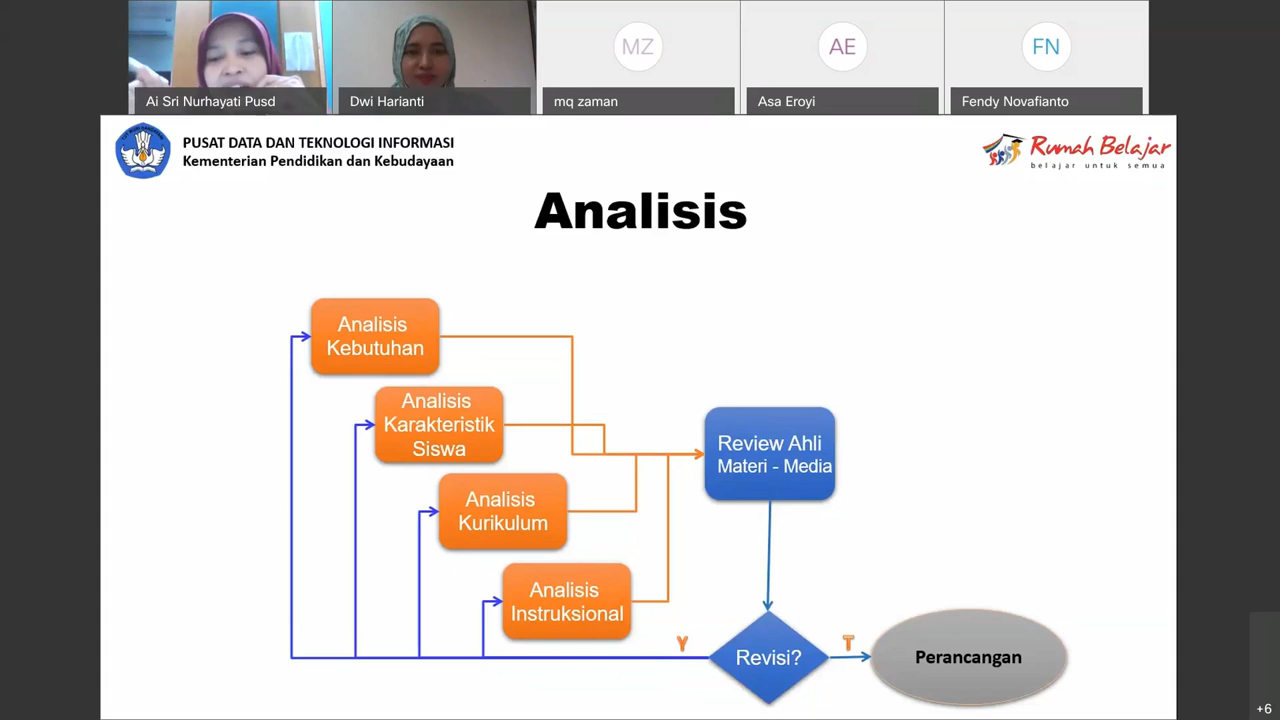 MZ
AE
FN
Ai Sri Nurhayati Pusd
Dwi Harianti
mq zaman
Asa Eroyi
Fendy Novafianto
PUSAT DATA DAN TEKNOLOGI INFORMASI
Kementerian Pendidikan dan Kebudayaan
Rumah Belajar
belajar untuk semua
Analisis
Analisis
Kebutuhan
Analisis
Karakteristik
Siswa
Analisis
Kurikulum
Analisis
Instruksional
Review Ahli
Materi - Media
Y
Revisi?
T
Perancangan
+6